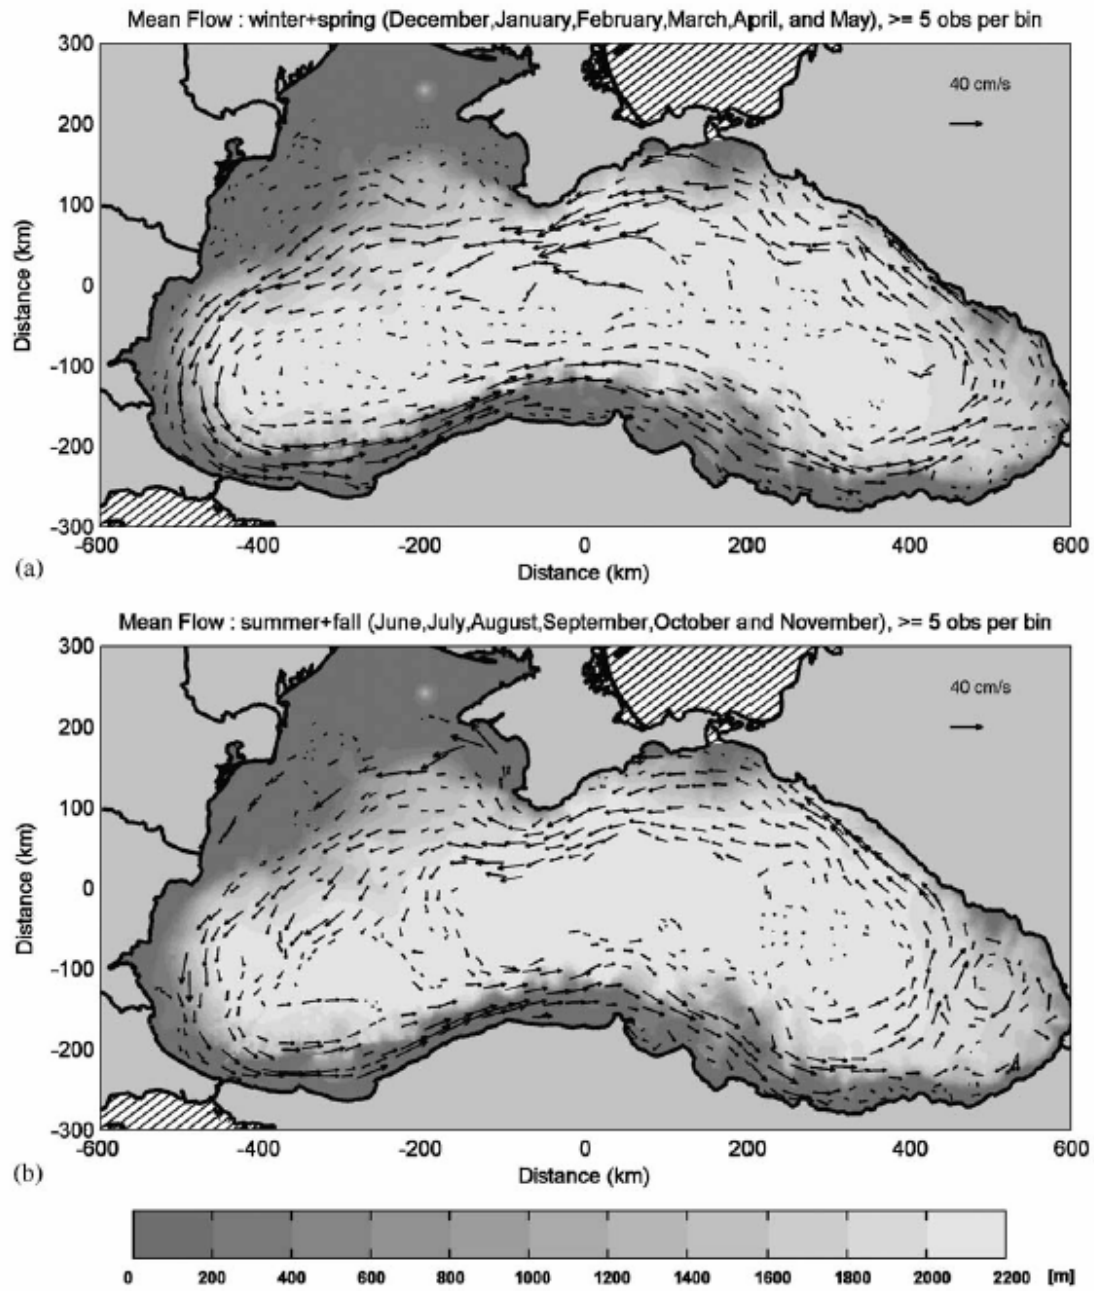 Mean Flow : winter+spring (December,January,February,March,April, and May), >= 5 obs per bin
300
200
100
0
-100
-200
-300
Distance (km)
40 cm/s
-600
-400
-200
0
200
400
600
(a)
Distance (km)
Mean Flow : summer+fall (June,July,August,September,October and November), >= 5 obs per bin
300
200
100
0
-100
-200
-300
Distance (km)
40 cm/s
-600
-400
-200
0
200
400
600
(b)
Distance (km)
0 200 400 600 800 1000 1200 1400 1600 1800 2000 2200 [m]